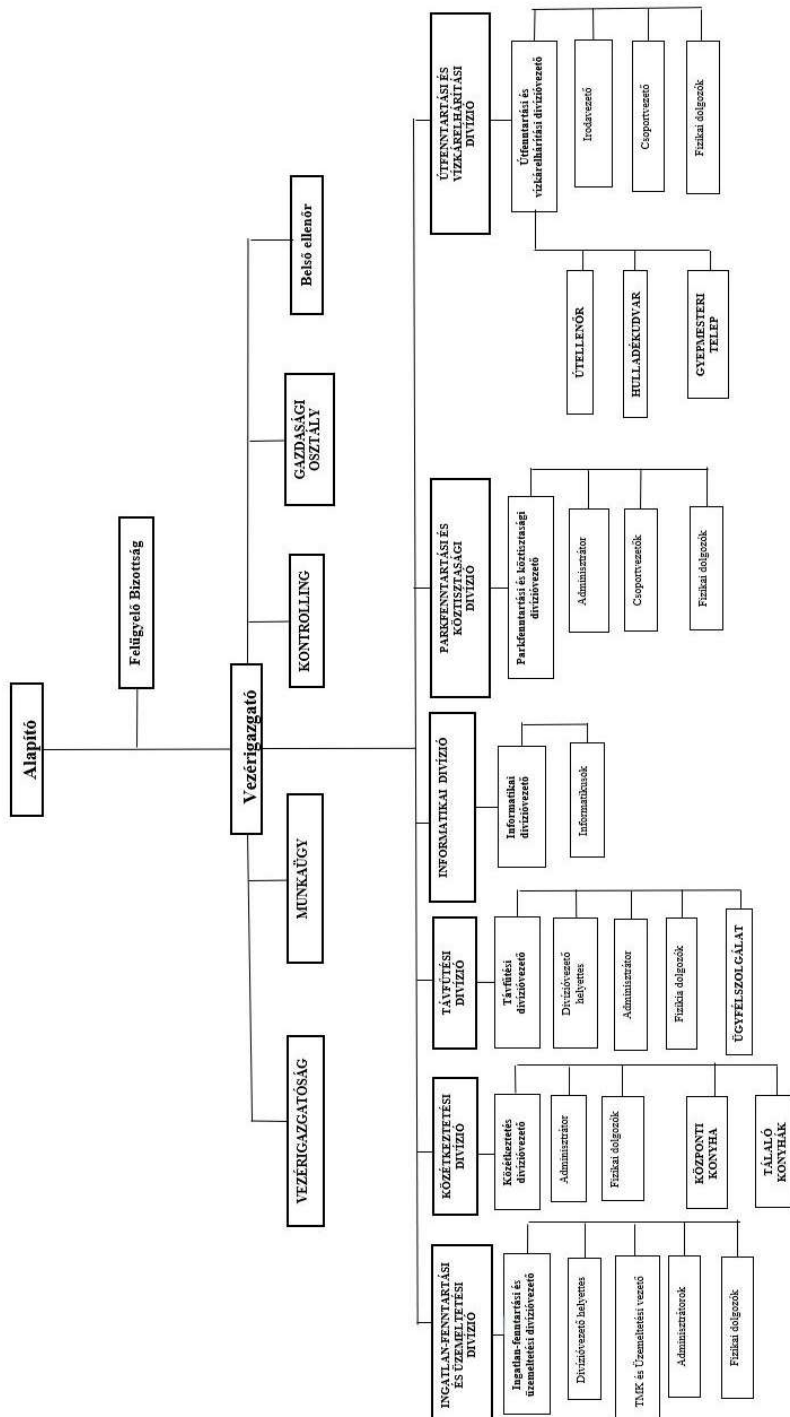 Alapító
Felügyelő Bizottság
Vezérigazgató
VEZÉRIGAZGATÓSÁG
MUNKAÜGY
KONTROLLING
GAZDASÁGI
OSZTÁLY
Belső ellenőr
INGATLAN-FENNTARTÁSI
ÉS ÜZEMELTETÉSI
DIVÍZIÓ
Ingatlan-fenntartási és
üzemeltetési divízióvezető
Divízióvezető helyettes
TMK és Üzemeltetési vezető
Adminisztrátorok
Fizikai dolgozók
KÖZÉTKEZTETÉSI
DIVÍZIÓ
Közétkeztetés
divízióvezető
Adminisztrátor
Fizikai dolgozók
KÖZPONTI
KONYHA
TÁLALÓ
KONYHÁK
TÁVFŰTÉSI
DIVÍZIÓ
Távfűtési
divízióvezető
Divízióvezető
helyettes
Adminisztrátor
Fizikia dolgozók
ÜGYFÉLSZOLGÁLAT
INFORMATIKAI DIVÍZIÓ
Informatikai
divízióvezető
Informatikusok
PARKFENNTARTÁSI ÉS
KÖZTISZTASÁGI
DIVÍZIÓ
Parkfenntartási és köztisztasági
divízióvezető
Adminisztrátor
Csoportvezetők
Fizikai dolgozók
ÚTFENNTARTÁSI ÉS
VÍZKÁRELHÁRÍTÁSI
DIVÍZIÓ
Útfenntartási és
vízkárelhárítási divízióvezető
Irodavezető
Csoportvezető
Fizikai dolgozók
ÚTELLENŐR
HULLADÉKUDVAR
GYEPMESTERI
TELEP